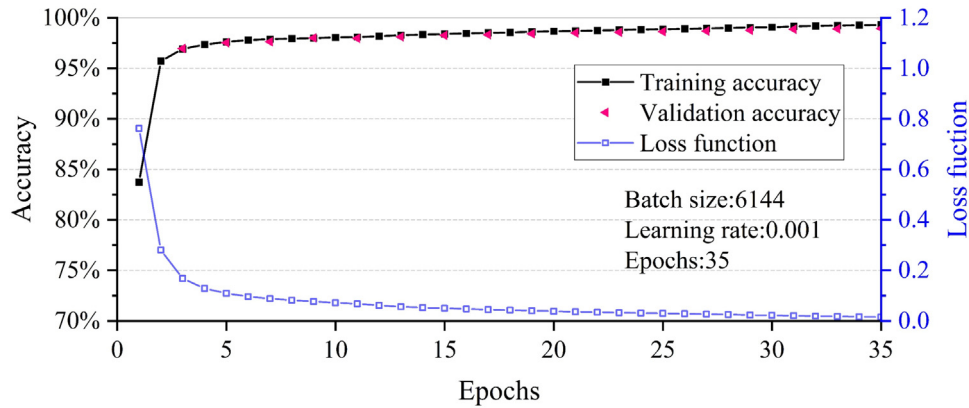 100%
95%
90%
85%
80%
75%
70%
Accuracy
0
5
10
15
20
25
30
35
Epochs
1.2
1.0
0.8
0.6
0.4
0.2
0.0
Loss fuction
Training accuracy
Validation accuracy
Loss function
Batch size:6144
Learning rate:0.001
Epochs:35